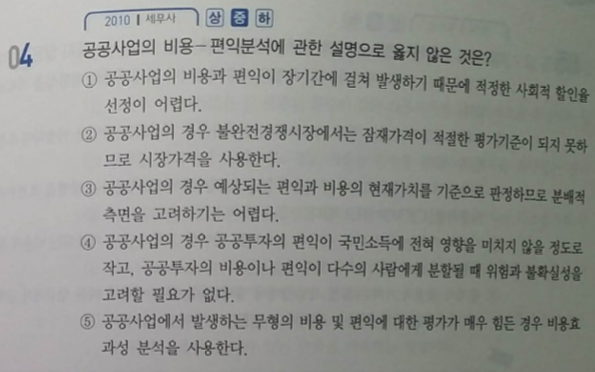 2010 세무사 상 중 하
04 공공사업의 비용-편익분석에 관한 설명으로 옳지 않은 것은?
① 공공사업의 비용과 편익이 장기간에 걸쳐 발생하기 때문에 적정한 사회적 할인율
선정이 어렵다.
② 공공사업의 경우 불완전경쟁시장에서는 잠재가격이 적절한 평가기준이 되지 못하
므로 시장가격을 사용한다.
③ 공공사업의 경우 예상되는 편익과 비용의 현재가치를 기준으로 판정하므로 분배적
측면을 고려하기는 어렵다.
④ 공공사업의 경우 공공투자의 편익이 국민소득에 전혀 영향을 미치지 않을 정도로
작고, 공공투자의 비용이나 편익이 다수의 사람에게 분할될 때 위험과 불확실성을
고려할 필요가 없다.
⑤ 공공사업에서 발생하는 무형의 비용 및 편익에 대한 평가가 매우 힘든 경우 비용효
과성 분석을 사용한다.